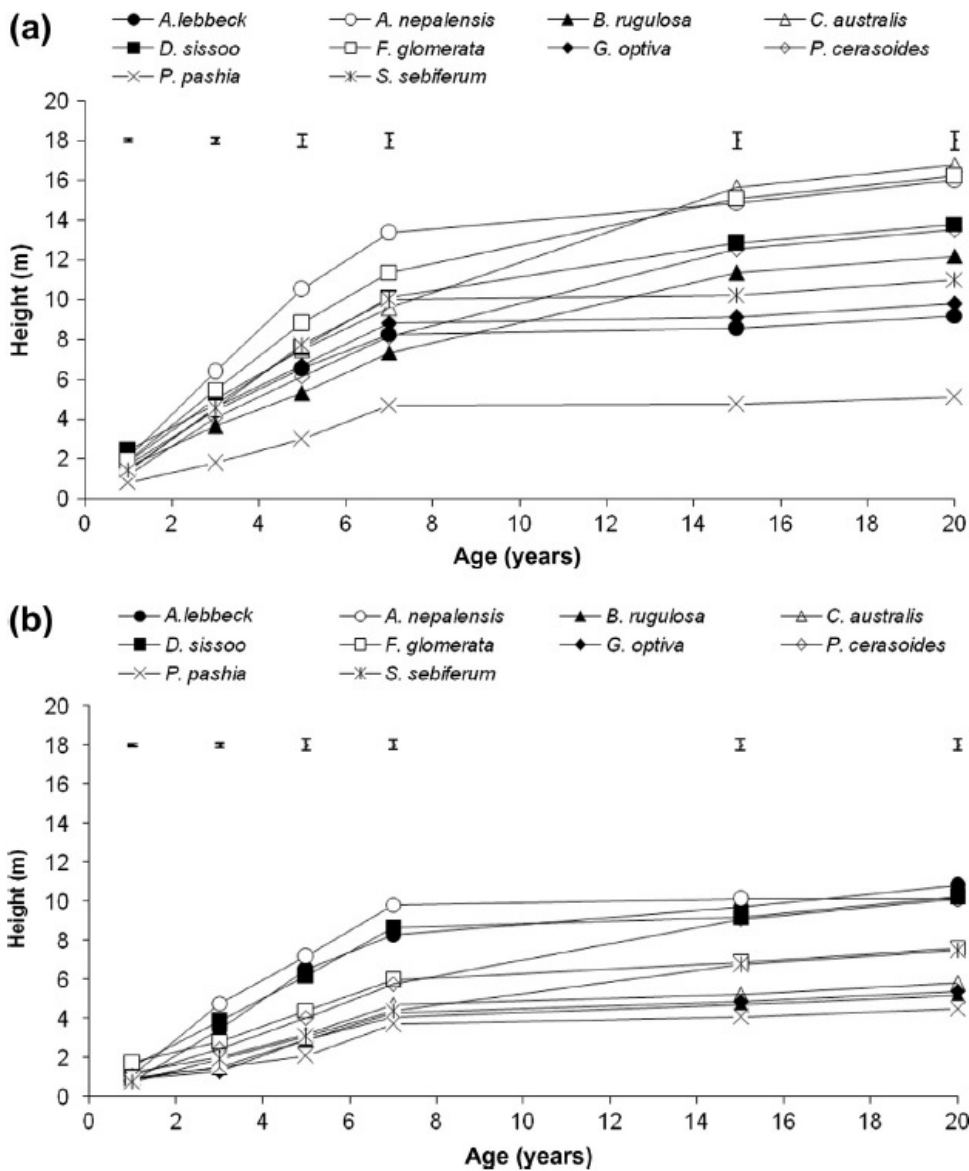 (a)
A.lebbeck A. nepalensis B. rugulosa C. australis
D. sissoo F. glomerata G. optiva P. cerasoides
P. pashia S. sebiferum
20
18
16
14
12
10
8
6
4
2
0
Height (m)
0 2 4 6 8 10 12 14 16 18 20
Age (years)
(b)
A.lebbeck A. nepalensis B. rugulosa C. australis
D. sissoo F. glomerata G. optiva P. cerasoides
P. pashia S. sebiferum
20
18
16
14
12
10
8
6
4
2
0
Height (m)
0 2 4 6 8 10 12 14 16 18 20
Age (years)